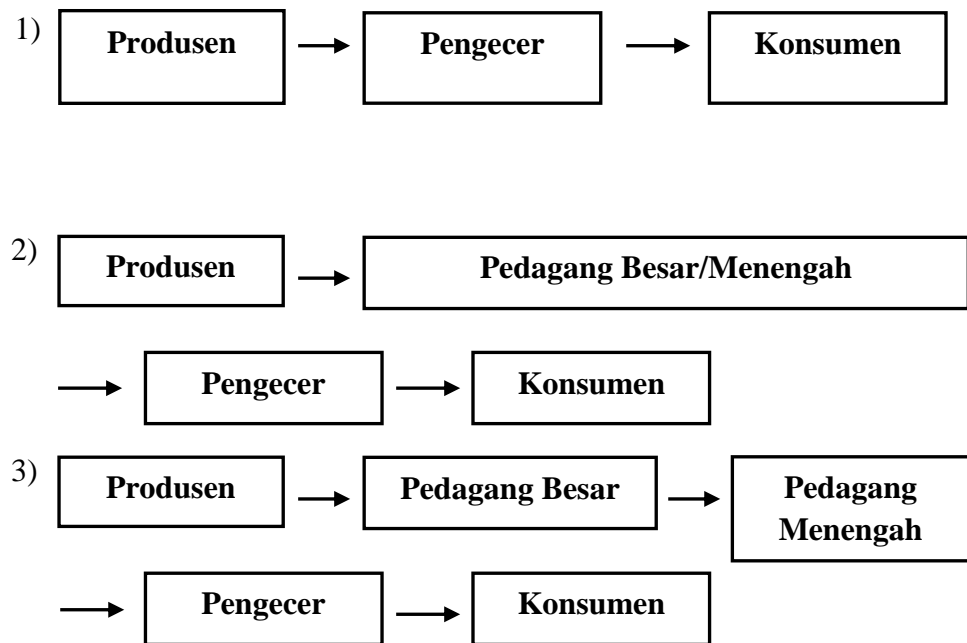 1) Produsen Pengecer Konsumen
2) Produsen Pedagang Besar/Menengah
Pengecer Konsumen
3) Produsen Pedagang Besar Pedagang
Menengah
Pengecer Konsumen